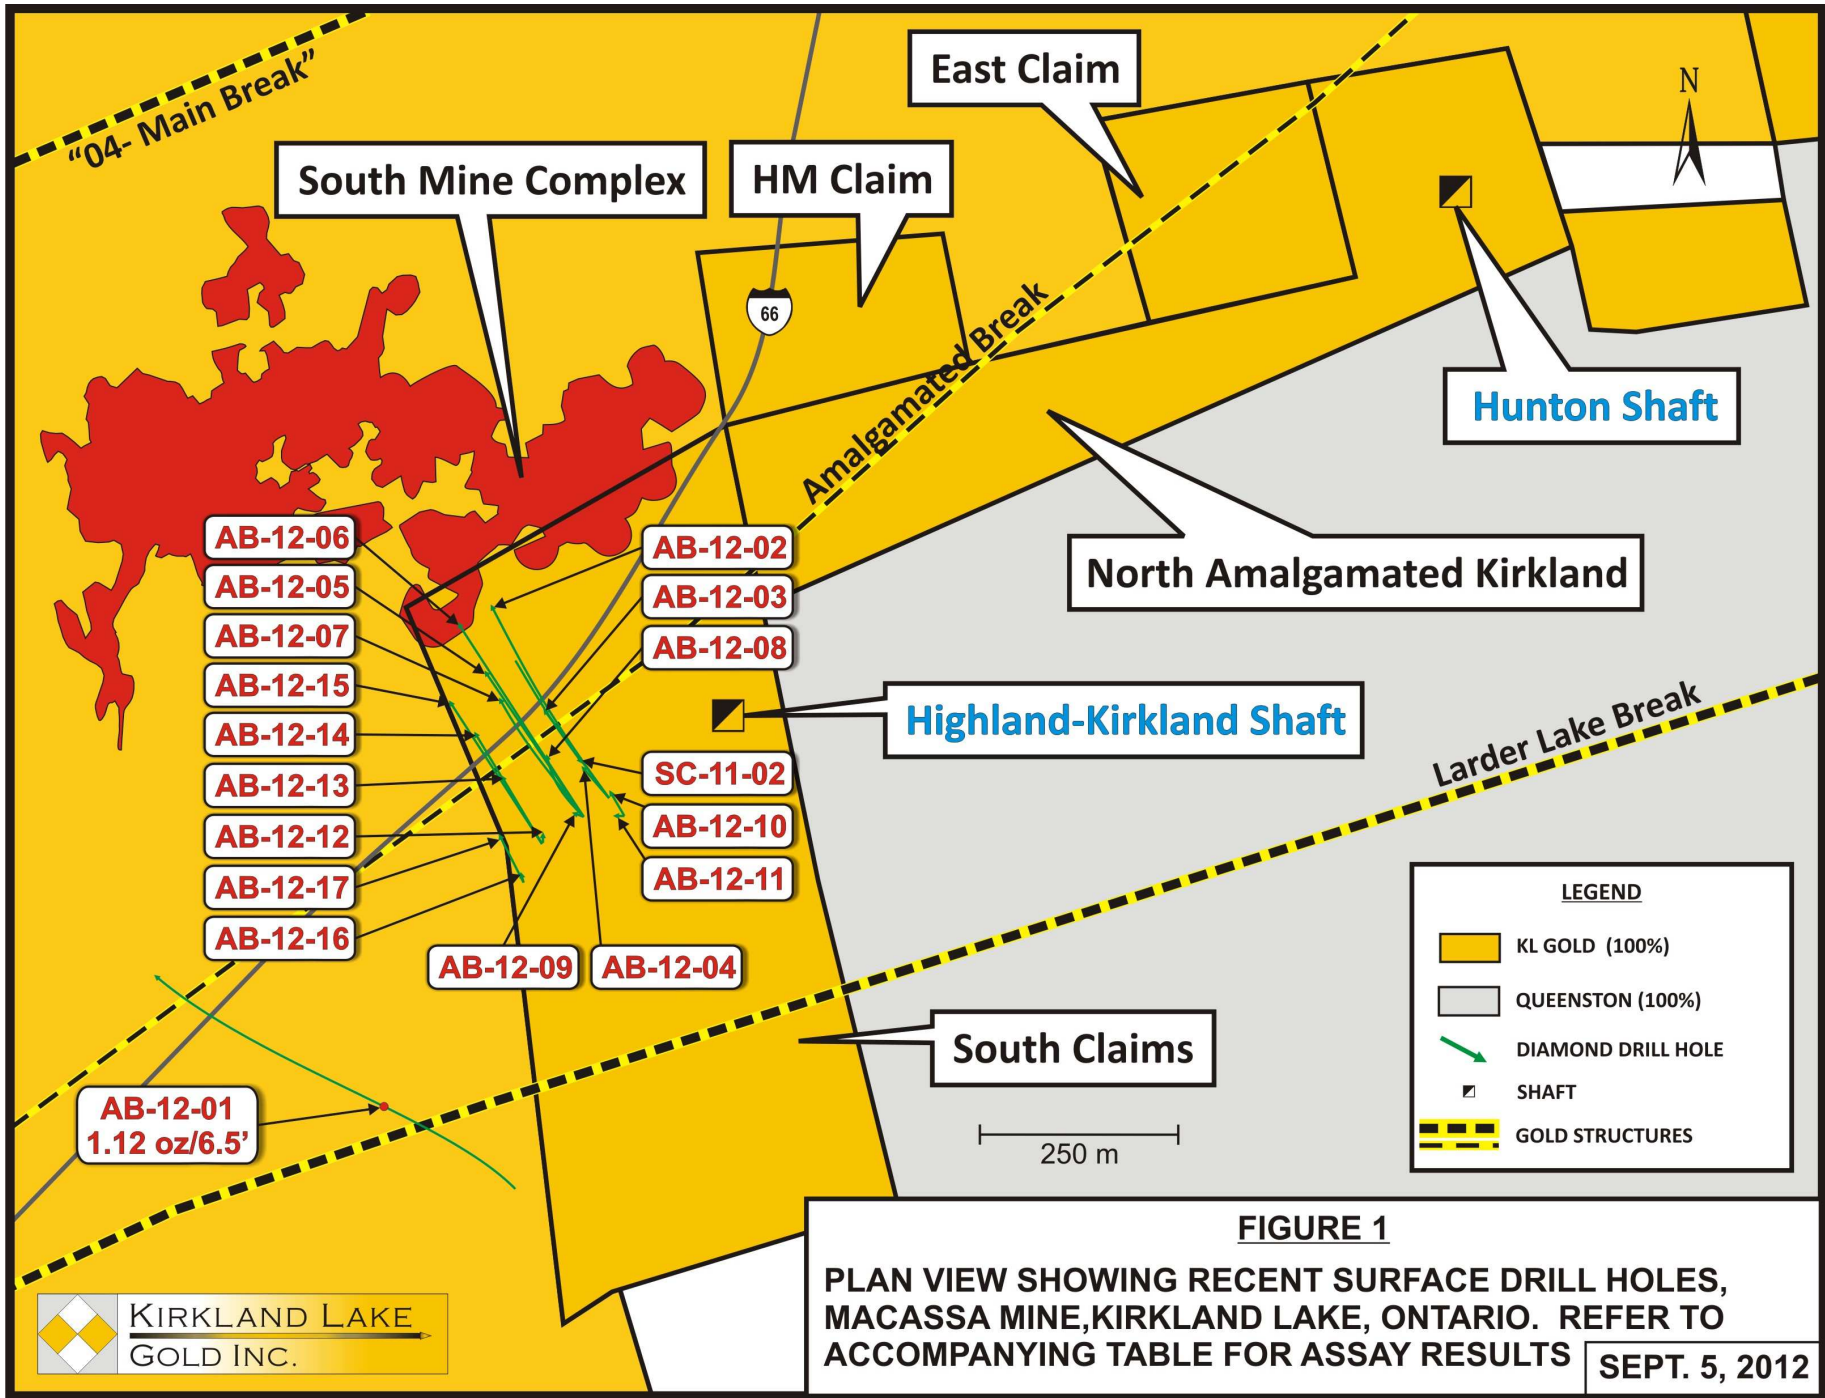 "04- Main Break"
East Claim
N
South Mine Complex
HM Claim
66
Amalgamated Break
Hunton Shaft
North Amalgamated Kirkland
AB-12-06
AB-12-05
AB-12-07
AB-12-15
AB-12-14
AB-12-13
AB-12-12
AB-12-17
AB-12-16
AB-12-02
AB-12-03
AB-12-08
Highland-Kirkland Shaft
SC-11-02
AB-12-10
AB-12-11
AB-12-09
AB-12-04
Larder Lake Break
South Claims
AB-12-01
1.12 oz/6.5'
250 m
LEGEND
KL GOLD (100%)
QUEENSTON (100%)
DIAMOND DRILL HOLE
SHAFT
GOLD STRUCTURES
KIRKLAND LAKE
GOLD INC.
FIGURE 1
PLAN VIEW SHOWING RECENT SURFACE DRILL HOLES,
MACASSA MINE,KIRKLAND LAKE, ONTARIO. REFER TO
ACCOMPANYING TABLE FOR ASSAY RESULTS
SEPT. 5, 2012